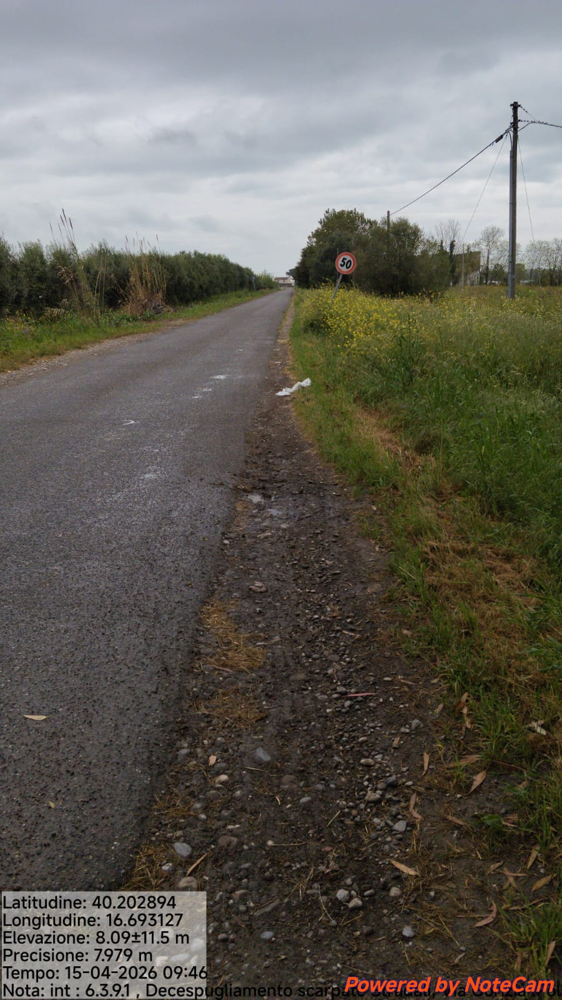 50
Latitudine: 40.202894
Longitudine: 16.693127
Elevazione: 8.09±11.5 m
Precisione: 7.979 m
Tempo: 15-04-2026 09:46
Nota: int : 6.3.9.1 , Decespugliamento scarpate
Powered by NoteCam